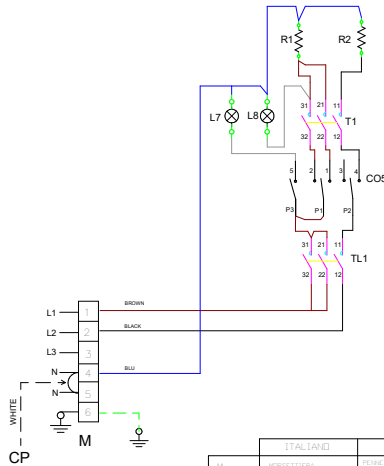 R1 R2
31 21 11
L7 L8 T1
32 22 12
5 2 1 3 4 CO5
P3 P1 P2
31 21 11
TL1
32 22 12
L1 1 BROWN
L2 2 BLACK
L3 3
N 4 BLU
N 5
6
WHITE
CP M
ITALIANO
M MORSETTIERA